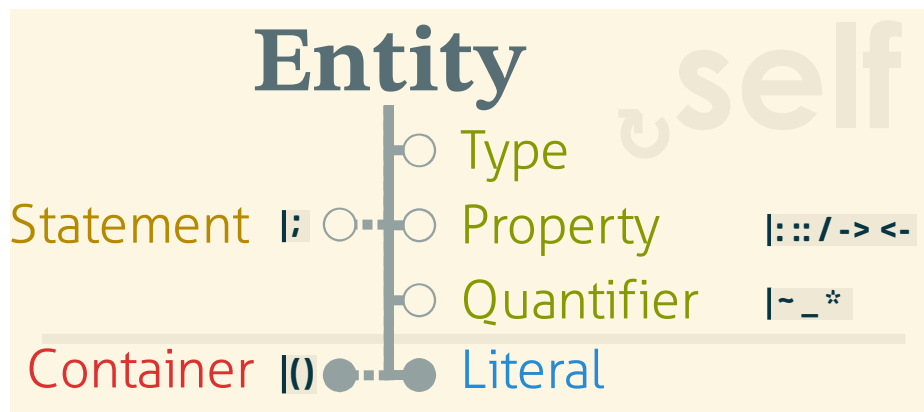 Entity
self
Type
Statement |; Property |: :: / -> <-
Quantifier |~ _ *
Container |() Literal